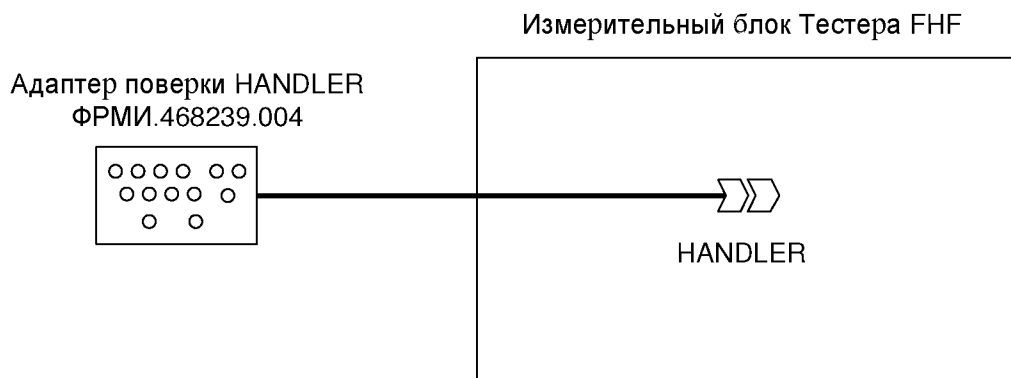 Измерительный блок Тестера FHF
Адаптер поверки HANDLER
ФРМИ.468239.004
HANDLER